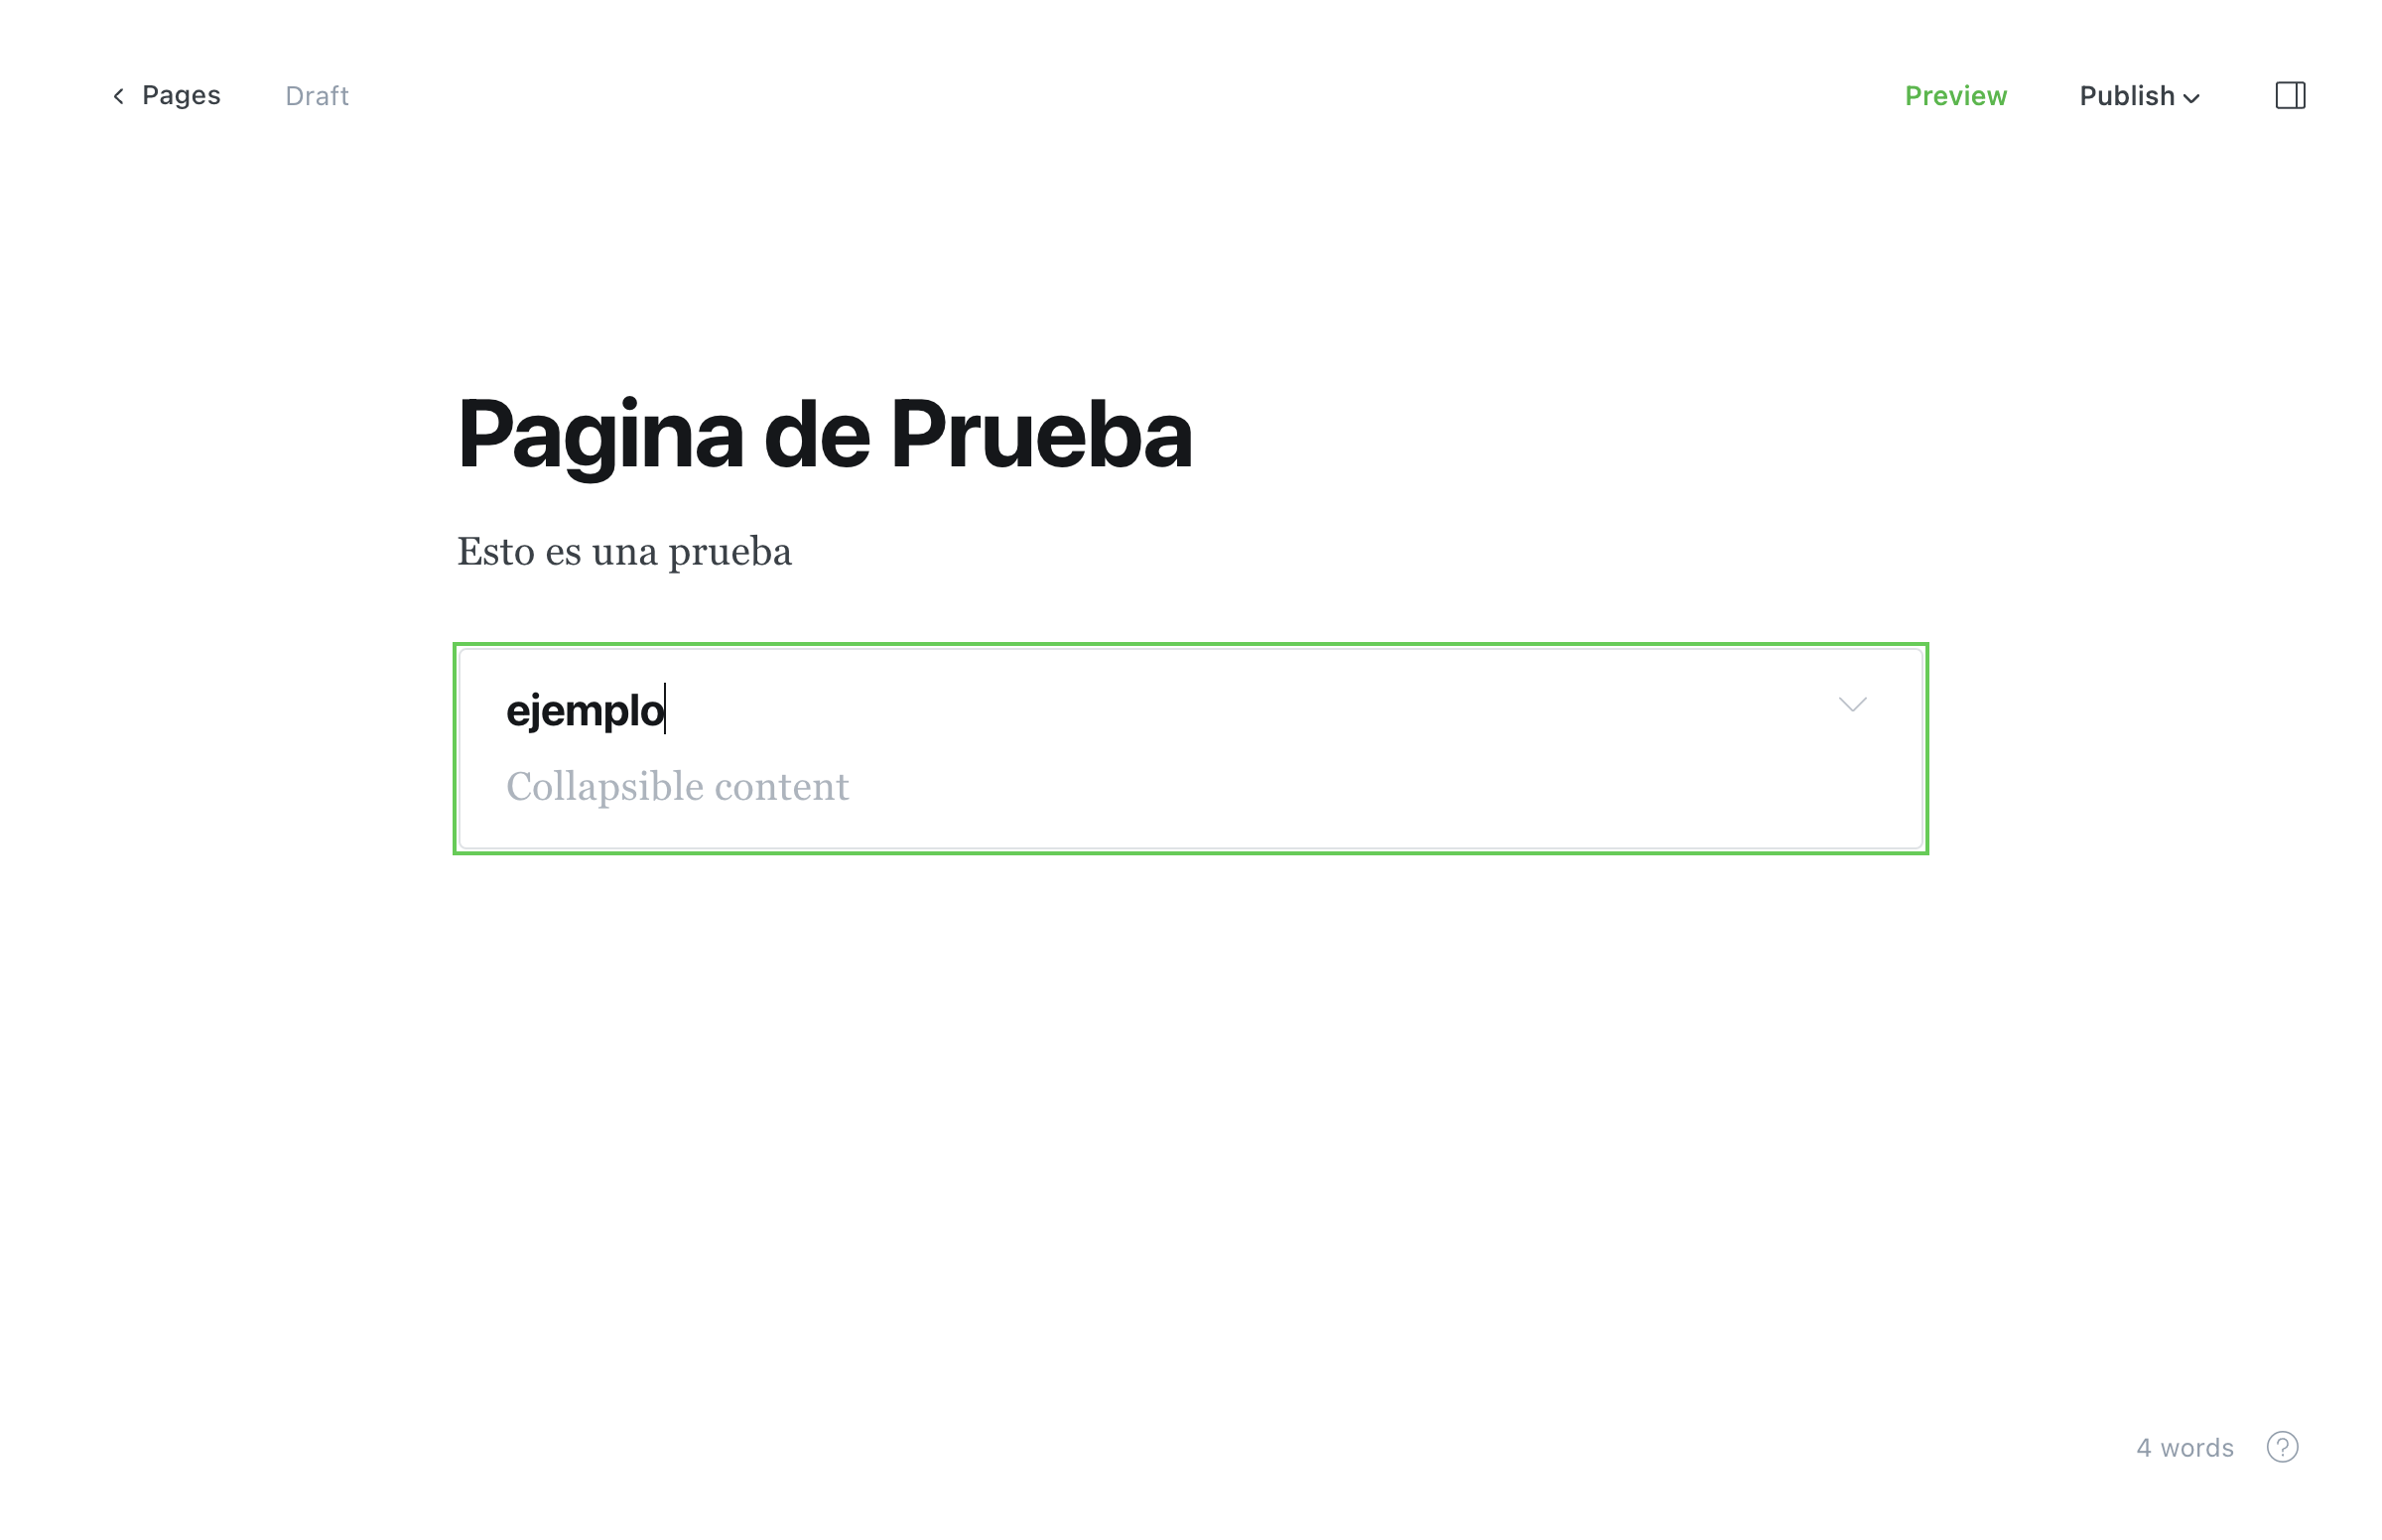 Pages
Draft
Preview
Publish
Pagina de Prueba
Esto es una prueba
ejemplo
Collapsible content
4 words
?